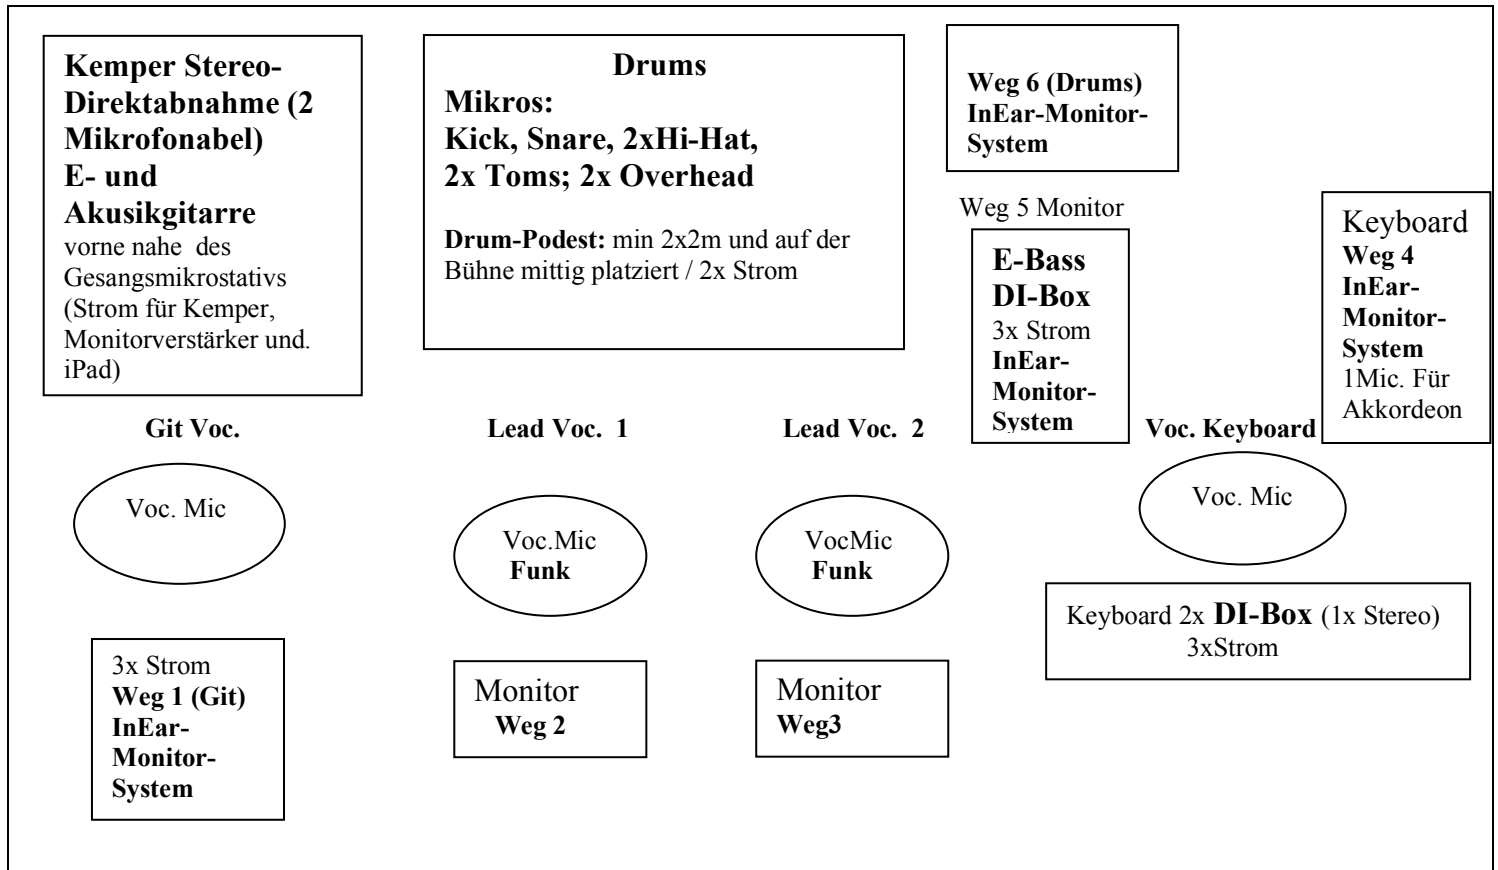 Kemper Stereo-
Direktabnahme (2
Mikrofonabel)
E- und
Akusikgitarre
vorne nahe des
Gesangsmikrostativs
(Strom für Kemper,
Monitorverstärker und.
iPad)
Drums
Mikros:
Kick, Snare, 2xHi-Hat,
2x Toms; 2x Overhead
Drum-Podest: min 2x2m und auf der
Bühne mittig platziert / 2x Strom
Weg 6 (Drums)
InEar-Monitor-
System
Weg 5 Monitor
E-Bass
DI-Box
3x Strom
InEar-
Monitor-
System
Keyboard
Weg 4
InEar-
Monitor-
System
1Mic. Für
Akkordeon
Git Voc.
Lead Voc. 1
Lead Voc. 2
Voc. Keyboard
Voc. Mic
Voc.Mic
Funk
VocMic
Funk
Voc. Mic
3x Strom
Weg 1 (Git)
InEar-
Monitor-
System
Monitor
Weg 2
Monitor
Weg3
Keyboard 2x DI-Box (1x Stereo)
3xStrom